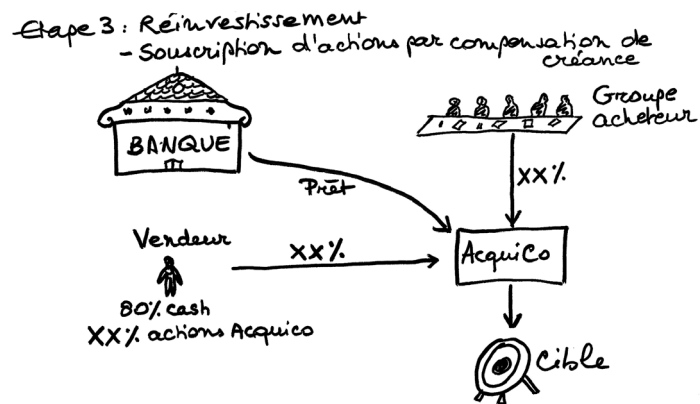 Etape 3 : Réinvestissement
- Souscription d'actions par compensation de
créance
BANQUE
Groupe
acheteur
Prêt
XX%
Vendeur
XX%
AcquiCo
80% cash
XX% actions Acquico
Cible